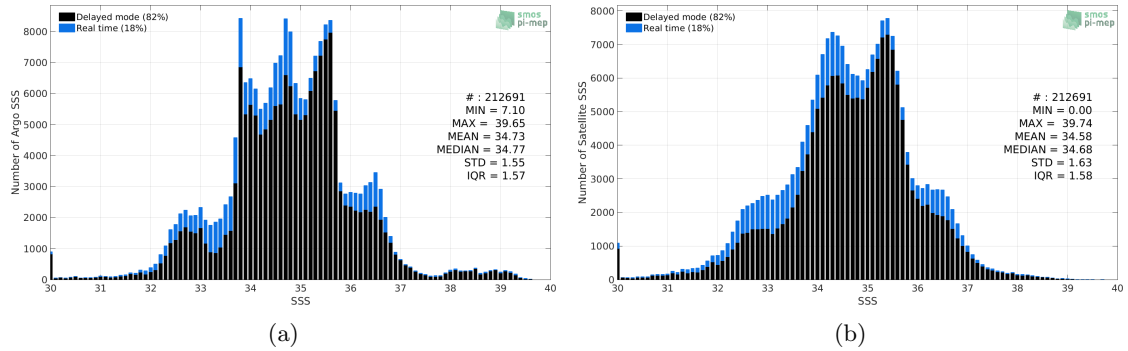 Delayed mode (82%)
Real time (18%)
smos
pi-mep
Number of Argo SSS
8000
7000
6000
5000
4000
3000
2000
1000
0
# : 212691
MIN = 7.10
MAX = 39.65
MEAN = 34.73
MEDIAN = 34.77
STD = 1.55
IQR = 1.57
30 31 32 33 34 35 36 37 38 39 40
SSS
(a)
Delayed mode (82%)
Real time (18%)
smos
pi-mep
Number of Satellite SSS
8000
7000
6000
5000
4000
3000
2000
1000
0
# : 212691
MIN = 0.00
MAX = 39.74
MEAN = 34.58
MEDIAN = 34.68
STD = 1.63
IQR = 1.58
30 31 32 33 34 35 36 37 38 39 40
SSS
(b)